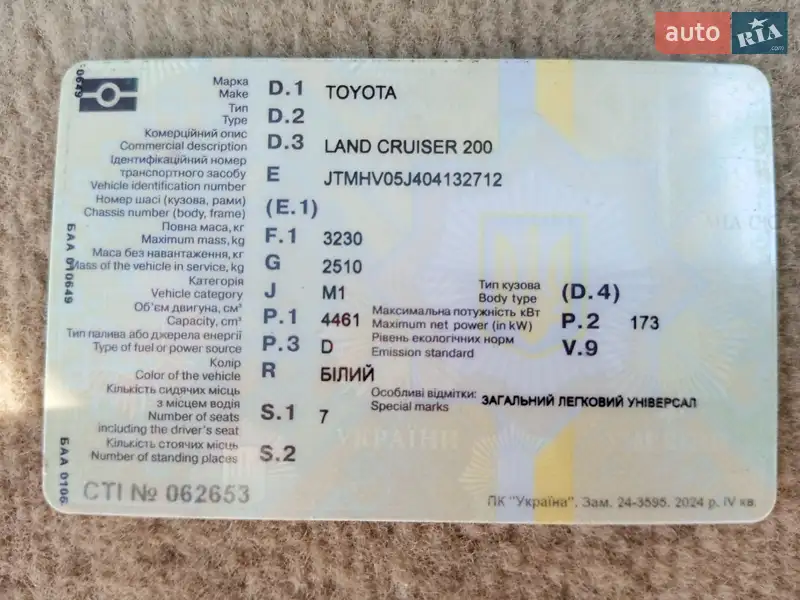 auto RIA .com
0649
Марка
Make D.1 TOYOTA
Тип
Type D.2
Комерційний опис
Commercial description D.3 LAND CRUISER 200
Ідентифікаційний номер
транспортного засобу
Vehicle identification number E JTMHV05J404132712
Номер шасі (кузова, рами)
Chassis number (body, frame) (E.1)
Повна маса, кг
Maximum mass, kg F.1 3230
Маса без навантаження, кг
Mass of the vehicle in service, kg G 2510
Категорія
Vehicle category J M1
Тип кузова
Body type (D.4)
Об'єм двигуна, см³
Capacity, cm³ P.1 4461
Максимальна потужність кВт
Maximum net power (in kW) P.2 173
Тип палива або джерела енергії
Type of fuel or power source P.3 D
Рівень екологічних норм
Emission standard V.9
Колір
Color of the vehicle R БІЛИЙ
Кількість сидячих місць
з місцем водія
Number of seats
including the driver's seat S.1 7
Особливі відмітки:
Special marks ЗАГАЛЬНИЙ ЛЕГКОВИЙ УНІВЕРСАЛ
Кількість стоячих місць
Number of standing places S.2
БАА 010649
БАА 0106
УКРАЇНИ
СТІ № 062653
ПК "Україна". Зам. 24-3595. 2024 р. IV кв.